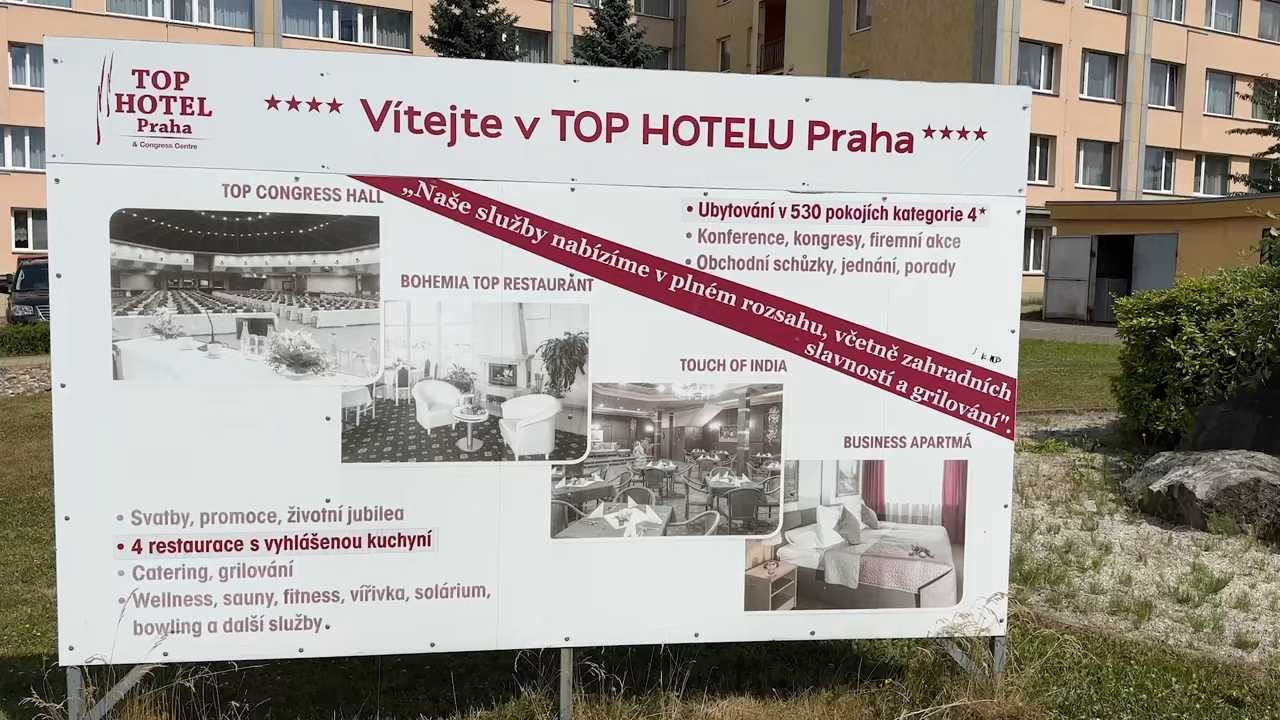 TOP
HOTEL
Praha
& Congress Centre
★★★★ Vítejte v TOP HOTELU Praha ★★★★
TOP CONGRESS HALL
„Naše služby nabízíme v plném rozsahu, včetně zahradních
slavností a grilování".
• Ubytování v 530 pokojích kategorie 4*
• Konference, kongresy, firemní akce
• Obchodní schůzky, jednání, porady
BOHEMIA TOP RESTAURANT
TOUCH OF INDIA
BUSINESS APARTMÁ
• Svatby, promoce, životní jubilea
• 4 restaurace s vyhlášenou kuchyní
• Catering, grilování
• Wellness, sauny, fitness, vířivka, solárium,
bowling a další služby